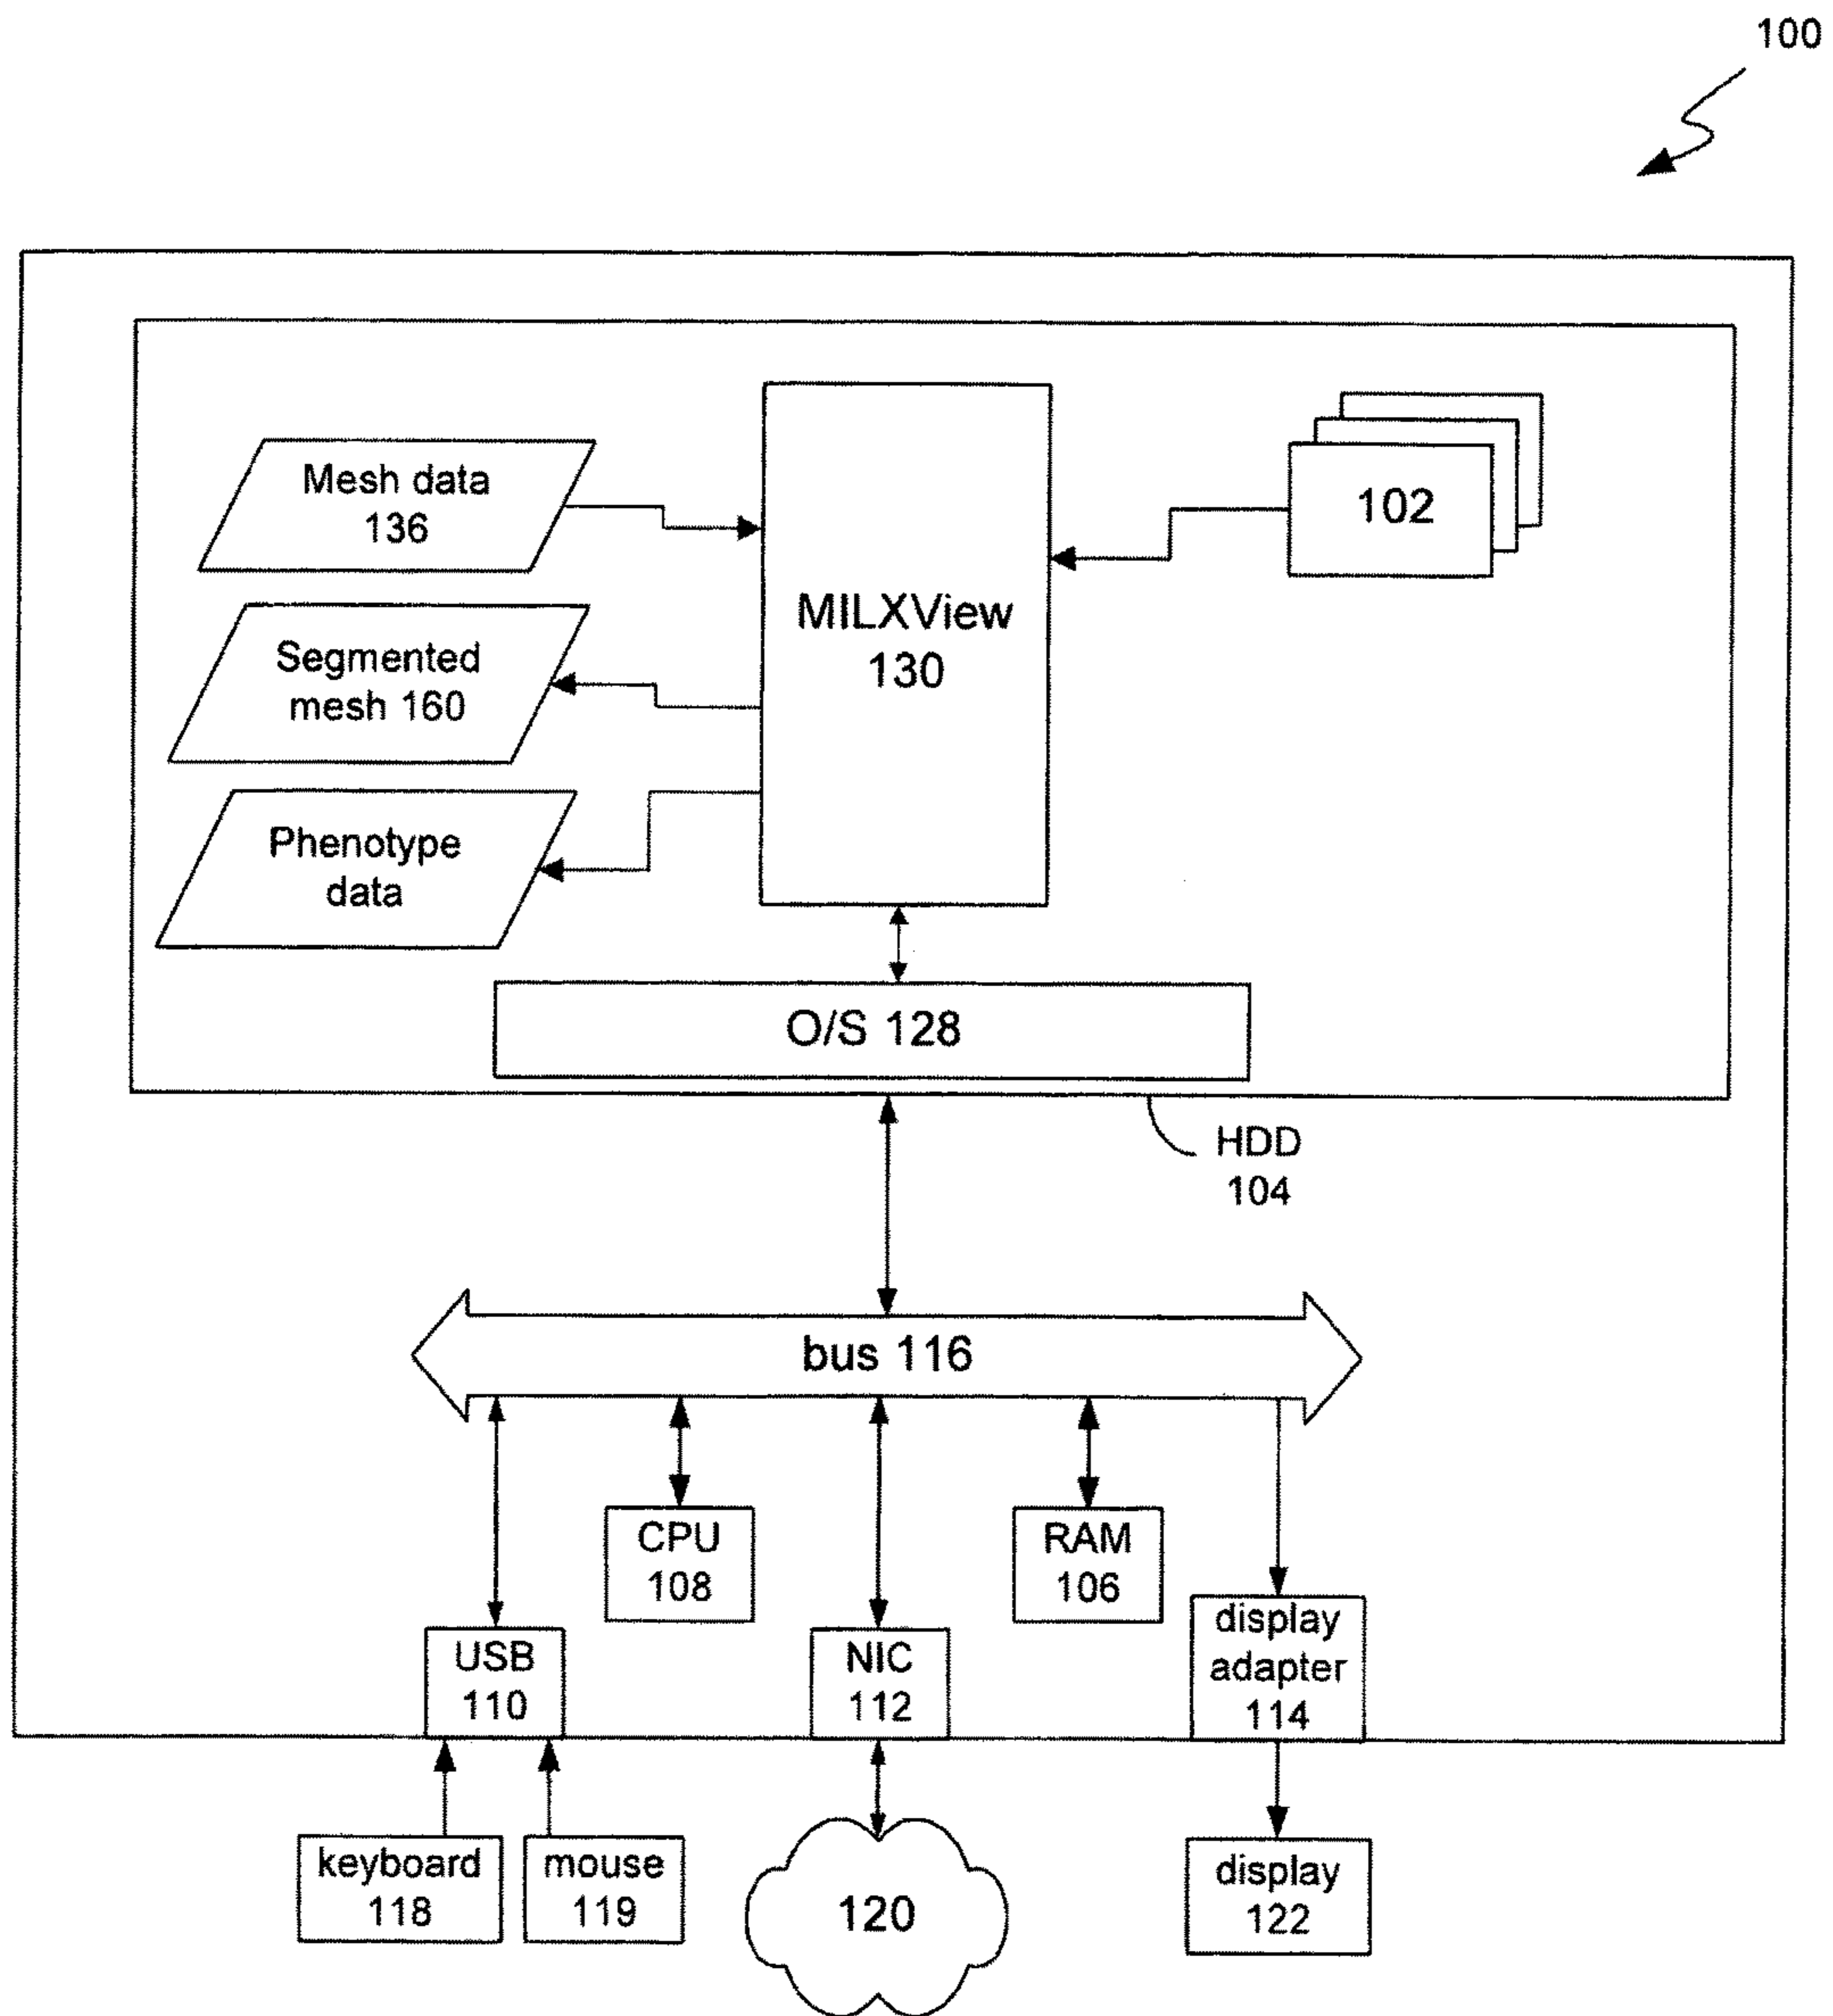 100
Mesh data
136
102
MILXView
130
Segmented
mesh 160
Phenotype
data
O/S 128
HDD
104
bus 116
CPU
108
RAM
106
USB
110
NIC
112
display
adapter
114
keyboard
118
mouse
119
120
display
122